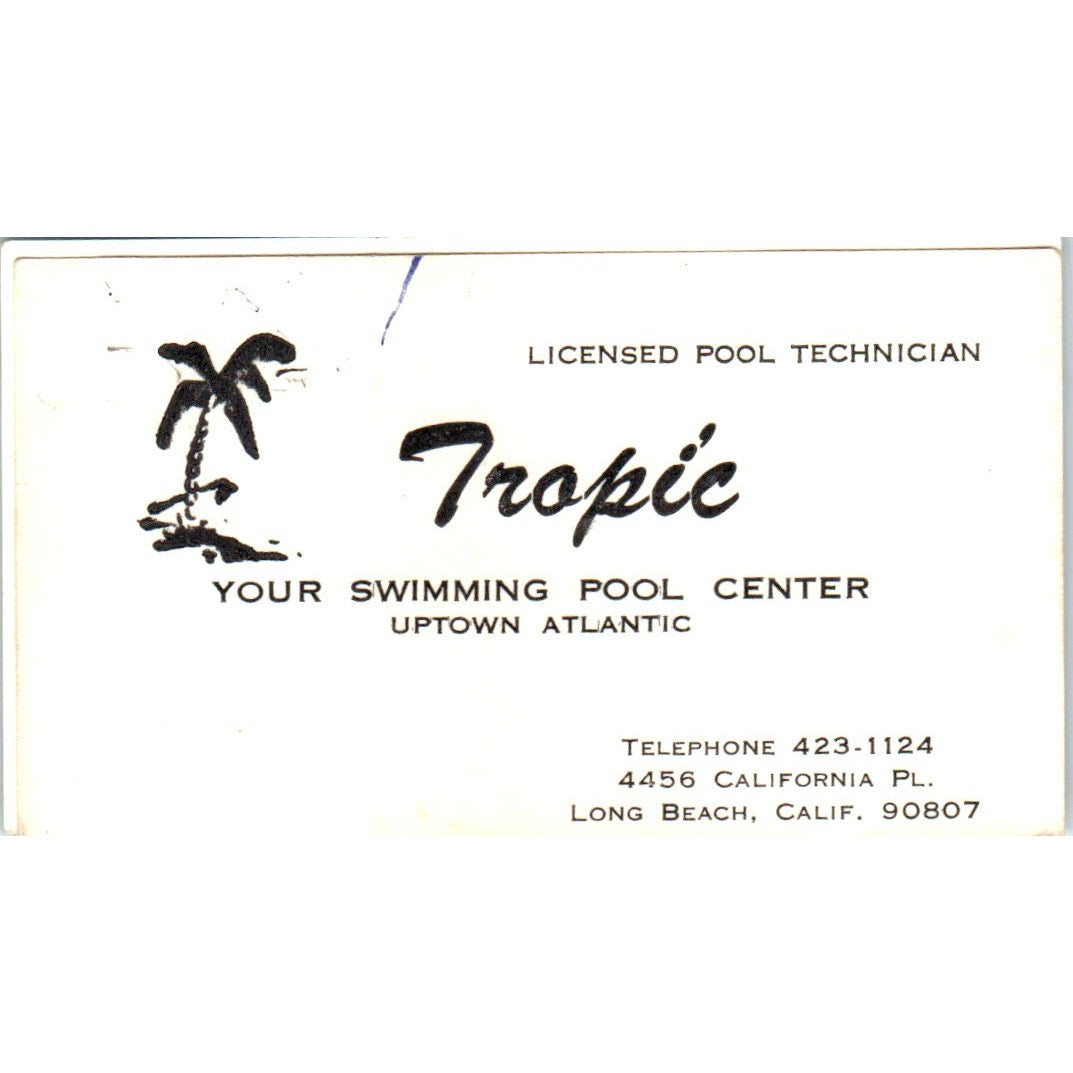 LICENSED POOL TECHNICIAN
Tropic
YOUR SWIMMING POOL CENTER
UPTOWN ATLANTIC
TELEPHONE 423-1124
4456 CALIFORNIA PL.
LONG BEACH, CALIF. 90807